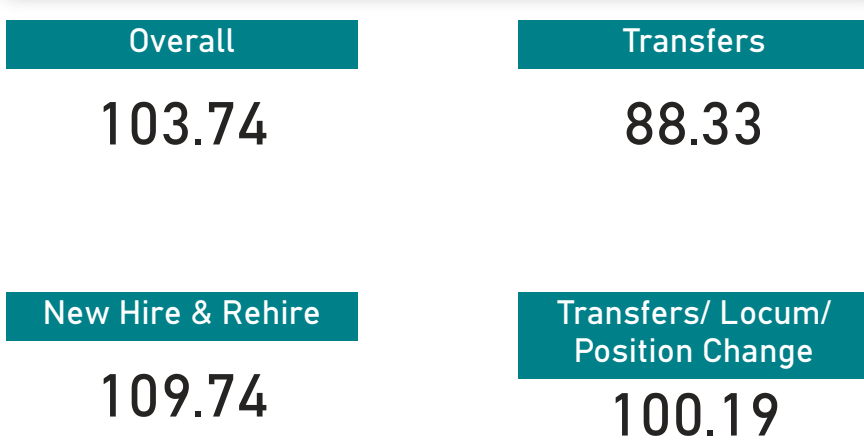 Overall
Transfers
103.74
88.33
New Hire & Rehire
Transfers/ Locum/
Position Change
109.74
100.19